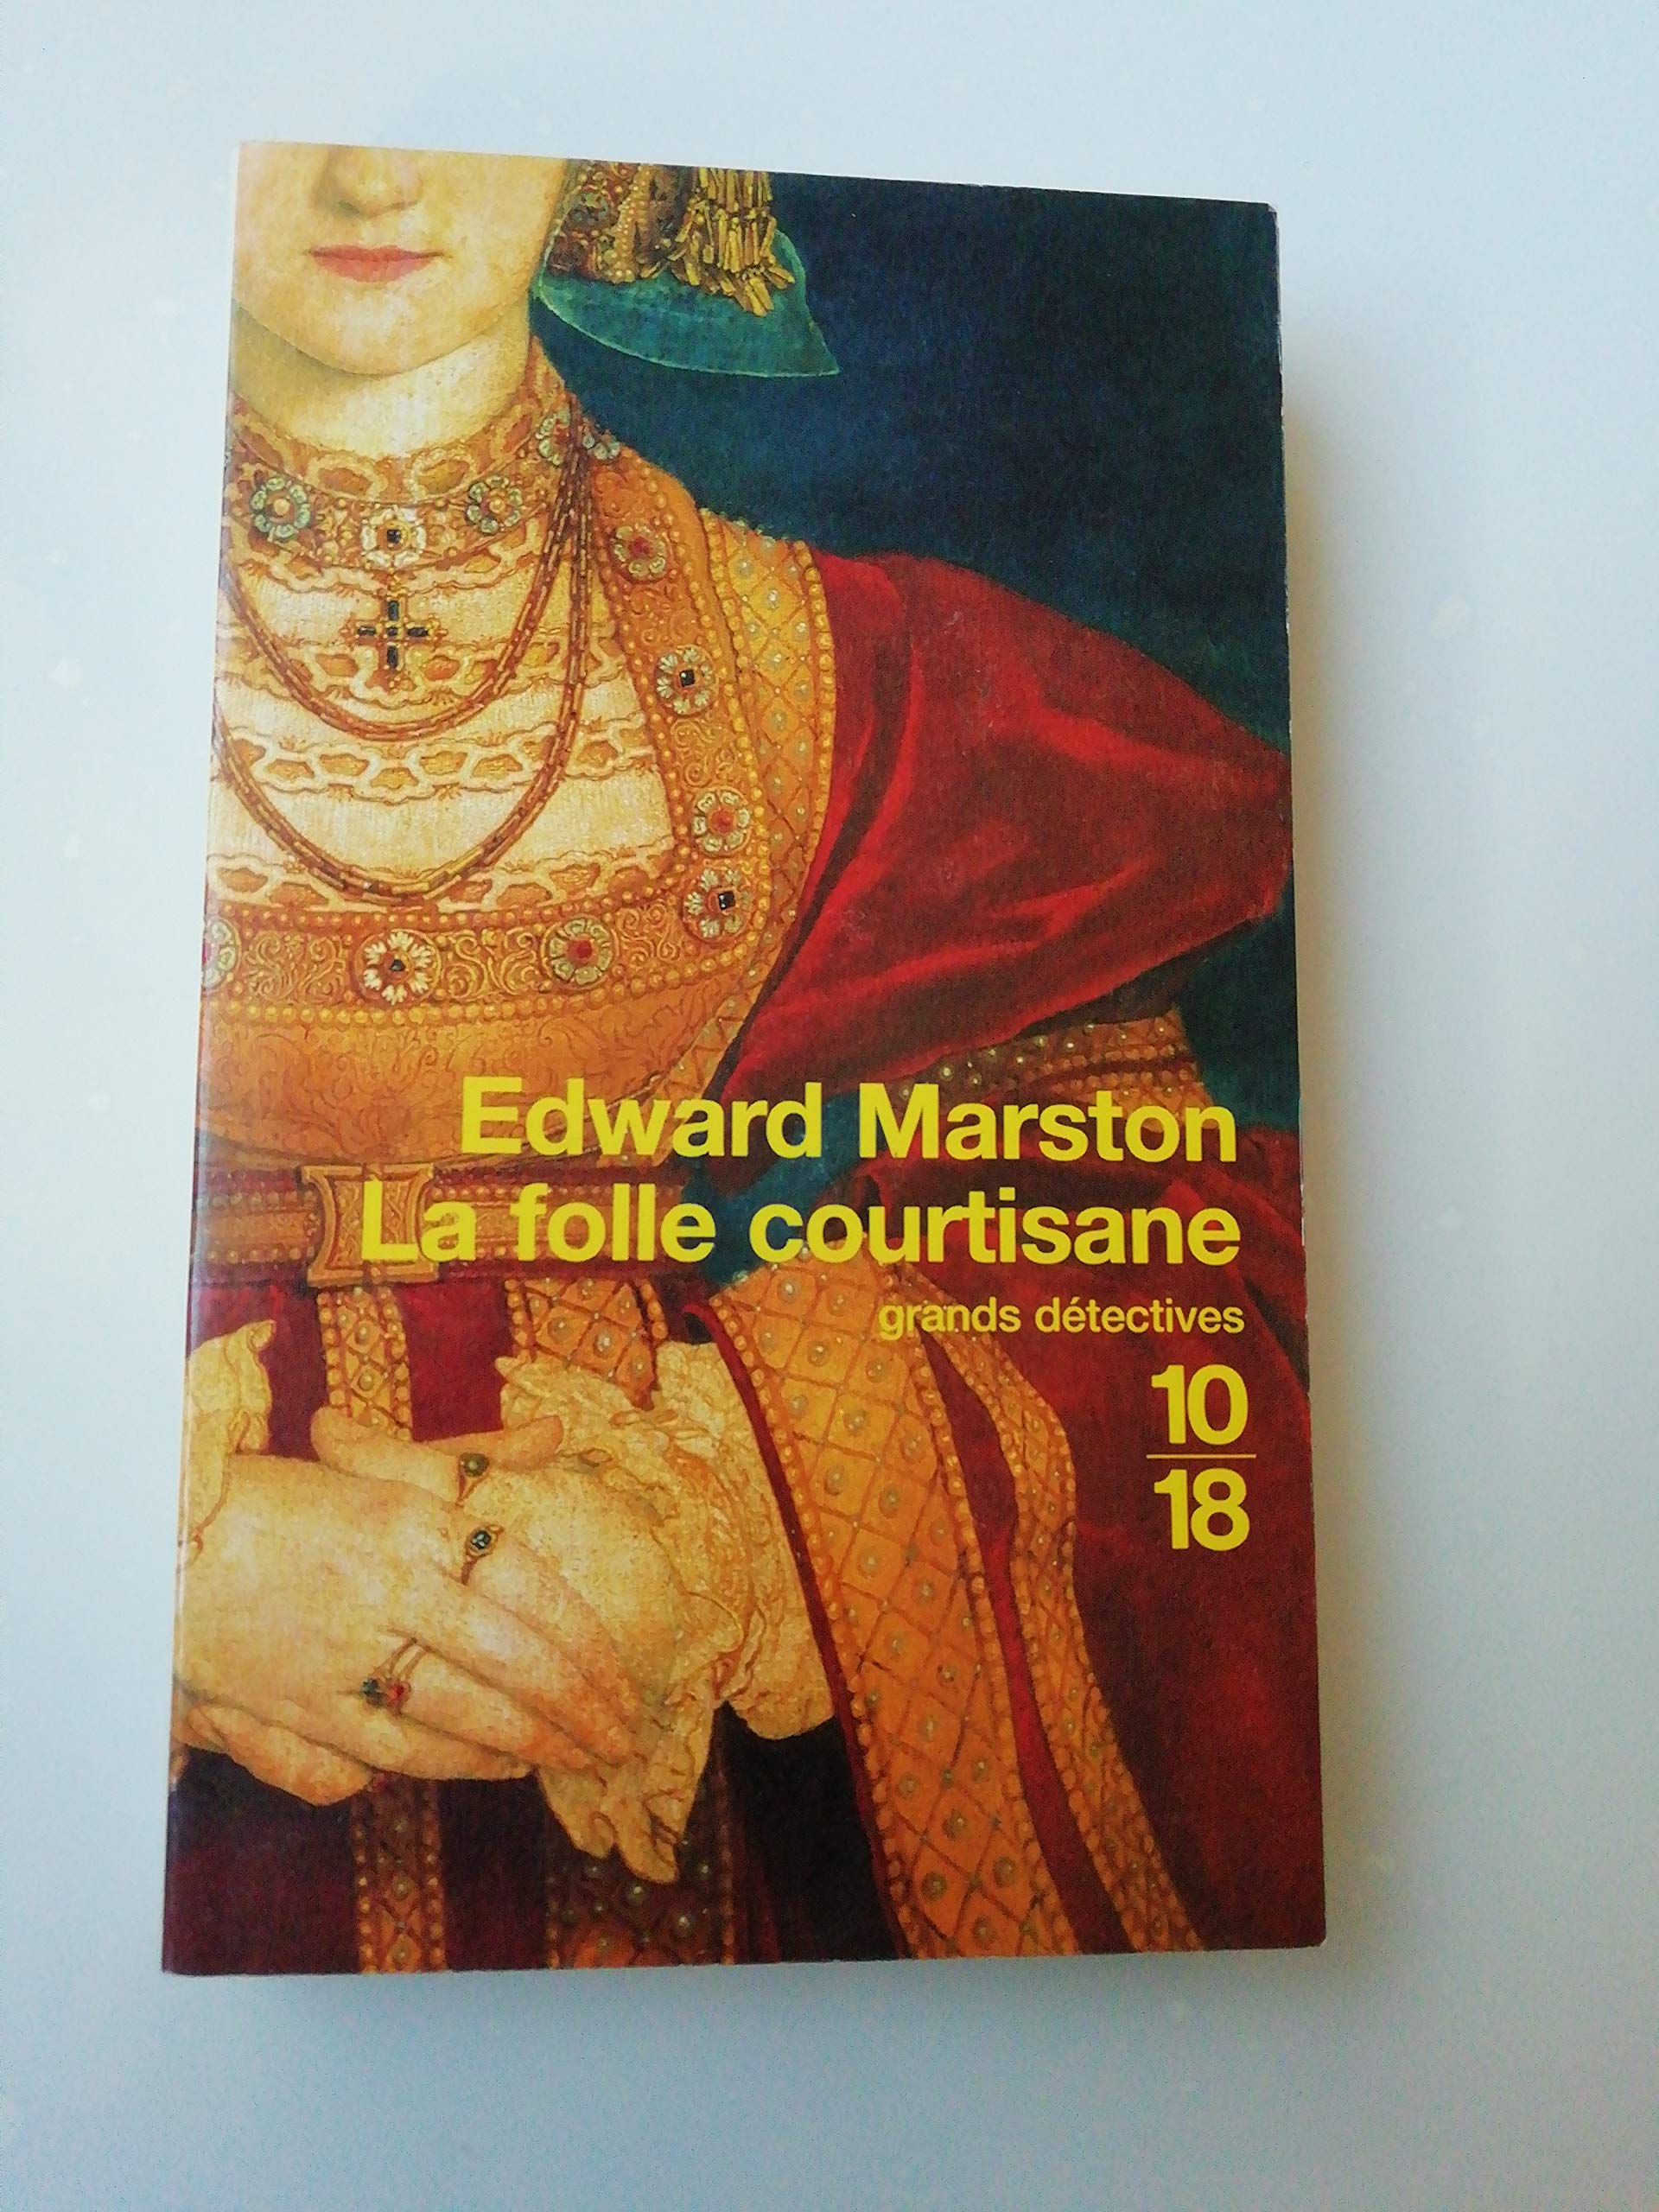 Edward Marston
La folle courtisane
grands détectives
10
18